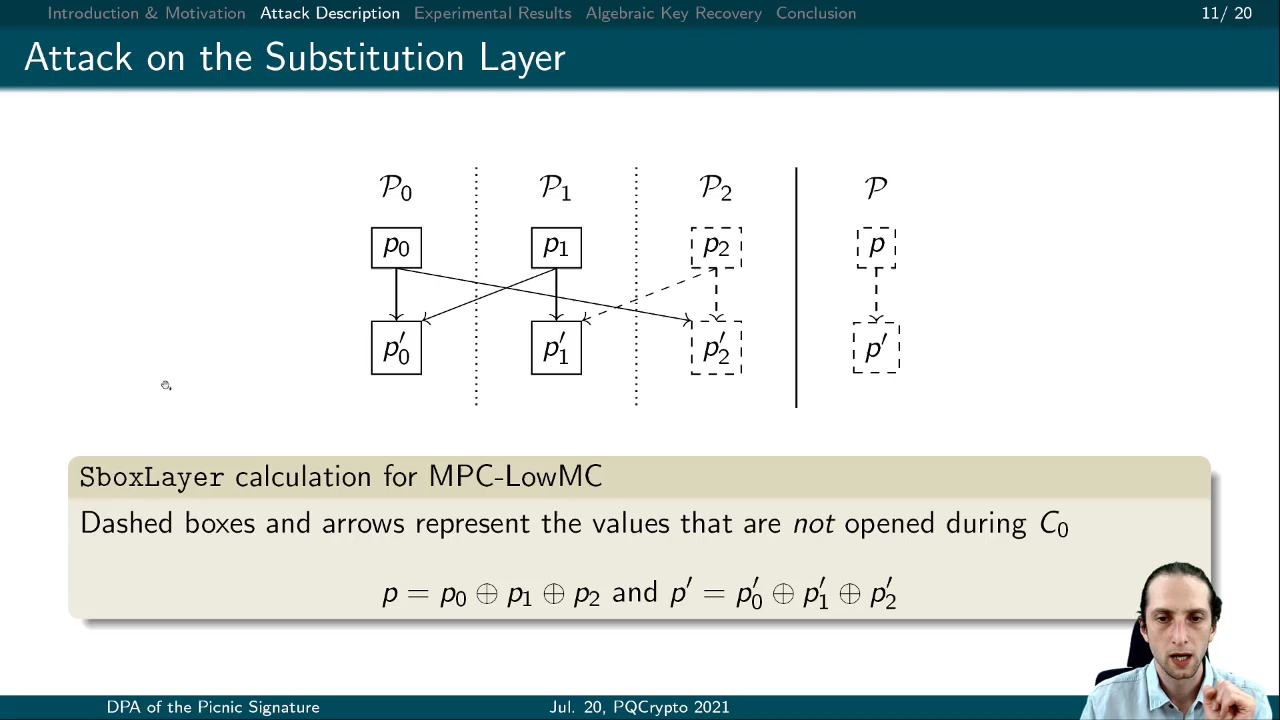 Introduction & Motivation Attack Description Experimental Results Algebraic Key Recovery Conclusion 11/ 20
Attack on the Substitution Layer
𝒫₀ 𝒫₁ 𝒫₂ 𝒫
p₀ p₁ p₂ p
p′₀ p′₁ p′₂ p′
SboxLayer calculation for MPC-LowMC
Dashed boxes and arrows represent the values that are not opened during C₀
p = p₀ ⊕ p₁ ⊕ p₂ and p′ = p′₀ ⊕ p′₁ ⊕ p′₂
DPA of the Picnic Signature Jul. 20, PQCrypto 2021